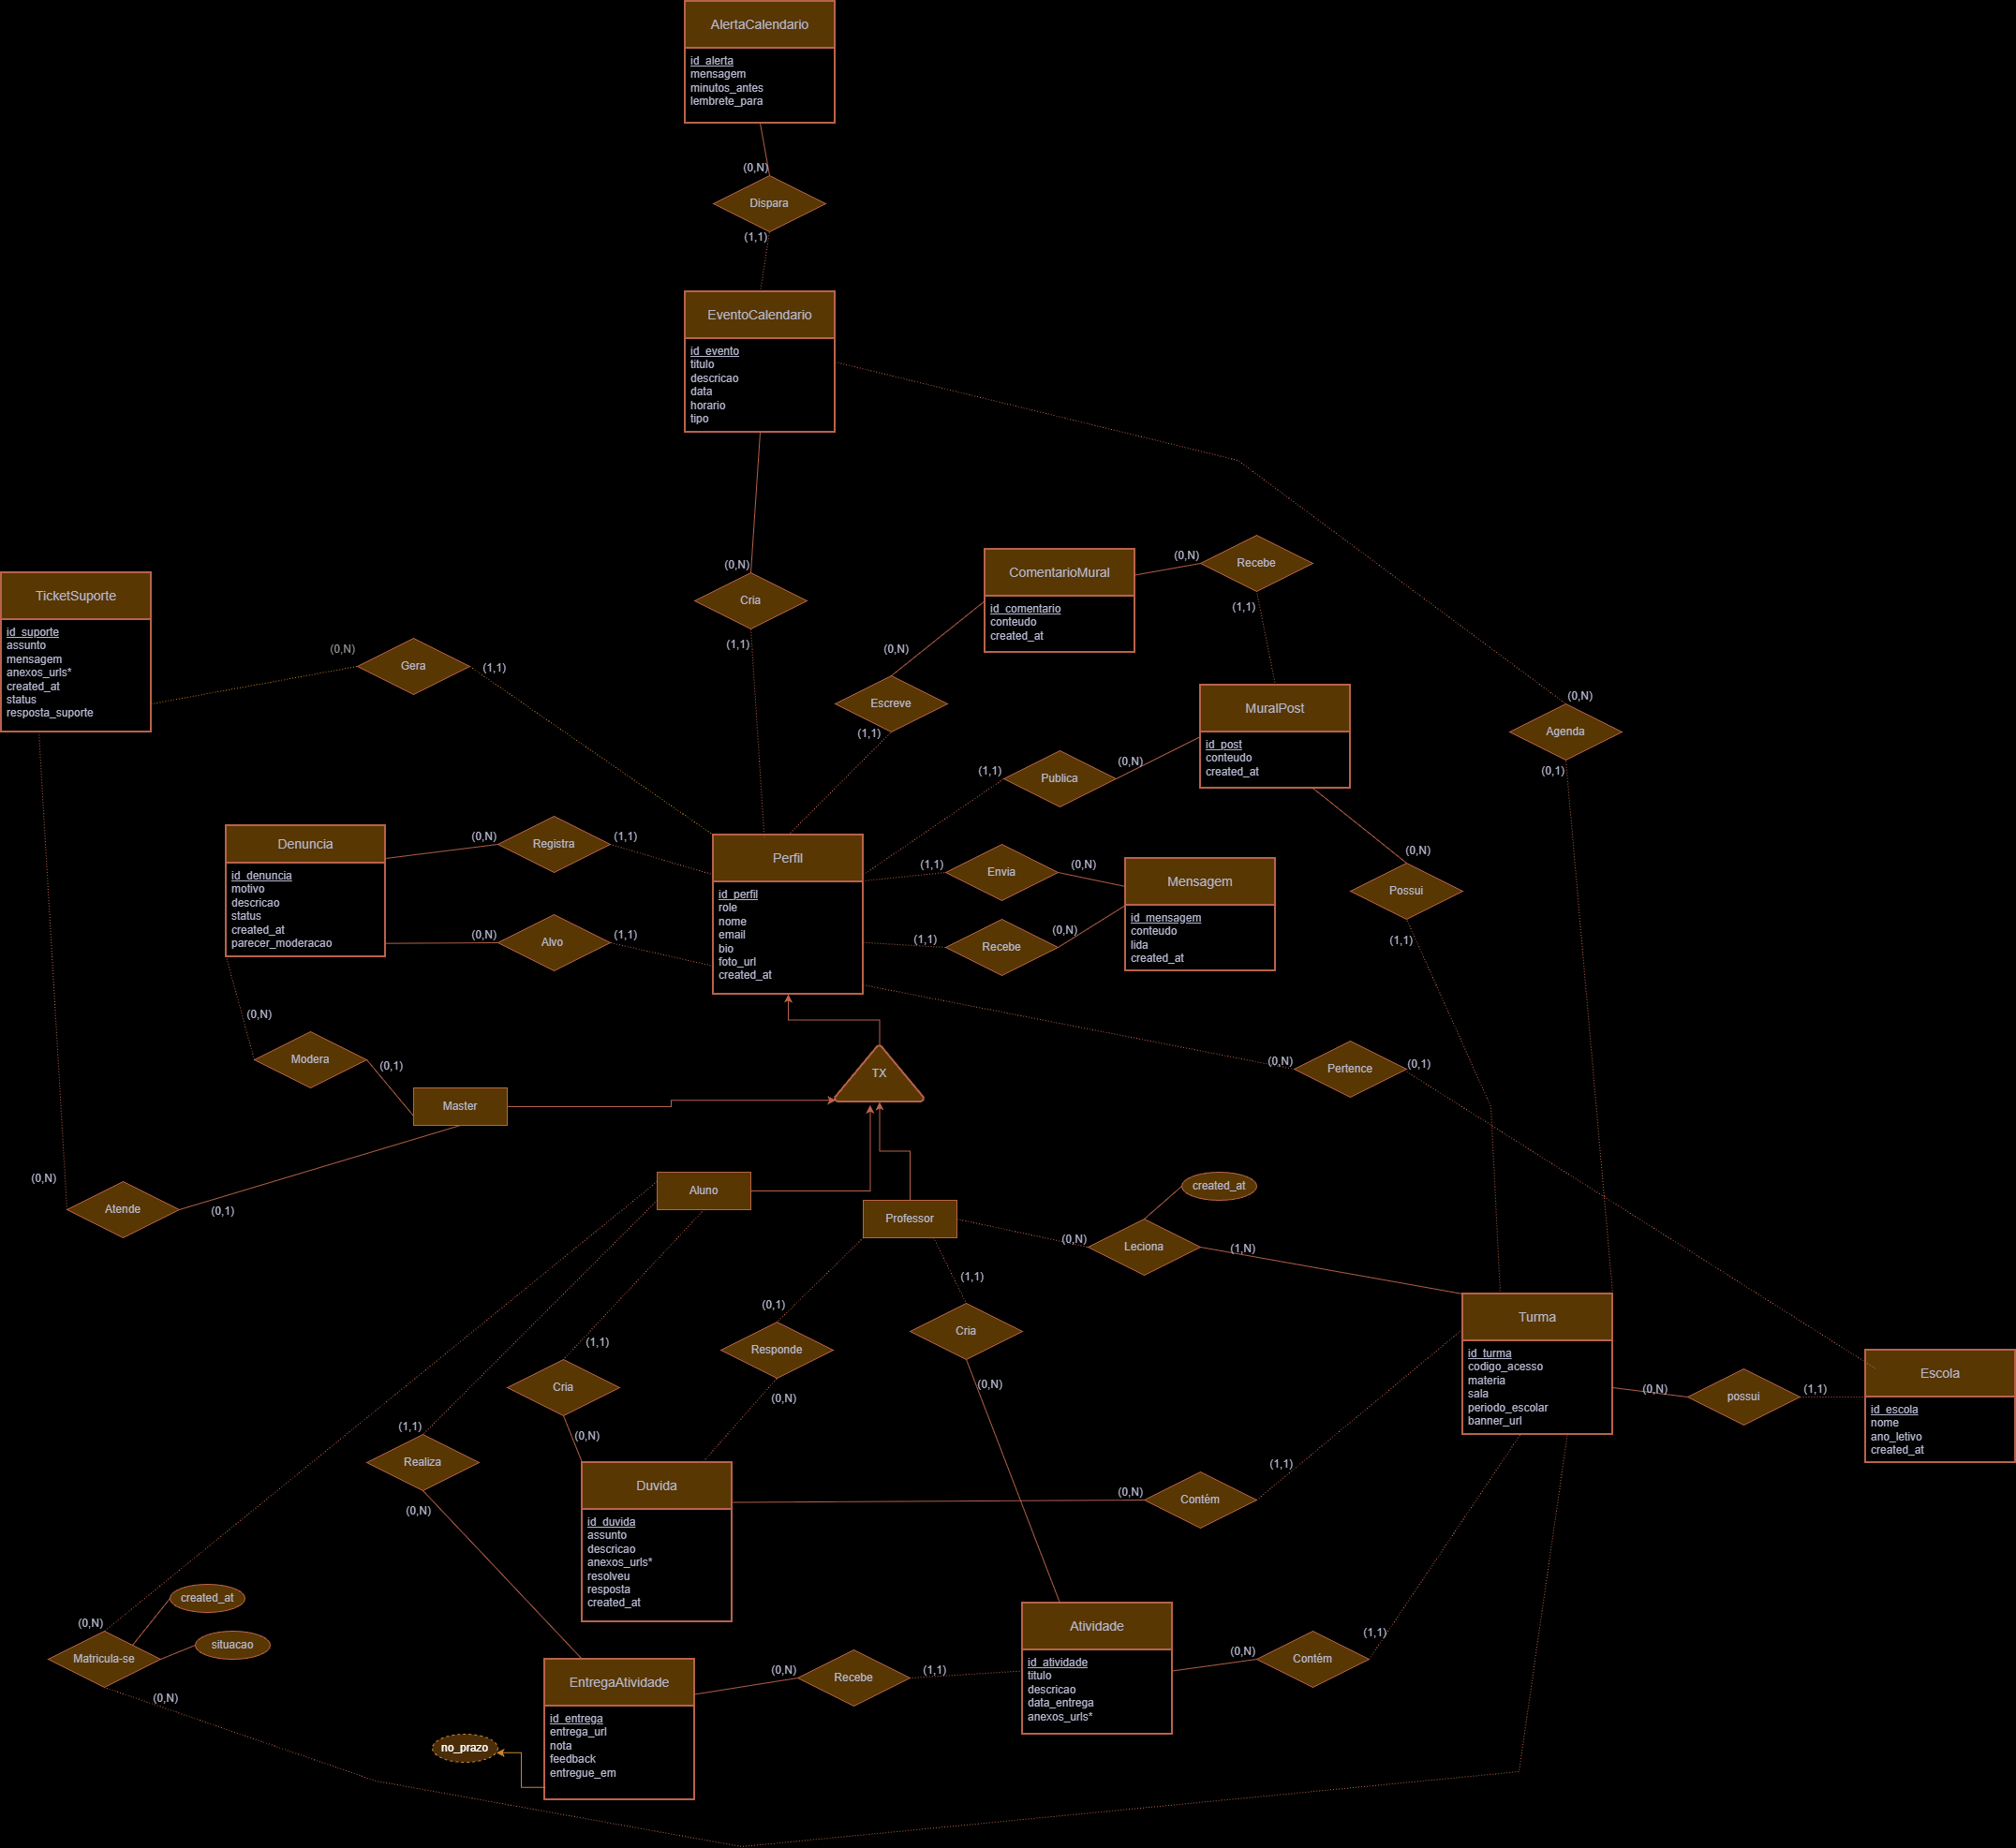 AlertaCalendario
id_alerta
mensagem
minutos_antes
lembrete_para
(0,N)
Dispara
(1,1)
EventoCalendario
id_evento
titulo
descricao
data
horario
tipo
(0,N)
Cria
(1,1)
ComentarioMural
id_comentario
conteudo
created_at
(0,N)
Recebe
(1,1)
TicketSuporte
id_suporte
assunto
mensagem
anexos_urls*
created_at
status
resposta_suporte
(0,N)
Gera
(1,1)
(0,N)
Escreve
(1,1)
MuralPost
id_post
conteudo
created_at
(0,N)
Agenda
(0,1)
(1,1)
Publica
(0,N)
Denuncia
id_denuncia
motivo
descricao
status
created_at
parecer_moderacao
(0,N)
Registra
(1,1)
(0,N)
Alvo
(1,1)
Perfil
id_perfil
role
nome
email
bio
foto_url
created_at
(1,1)
Envia
(0,N)
(1,1)
Recebe
(0,N)
Mensagem
id_mensagem
conteudo
lida
created_at
(0,N)
Possui
(1,1)
(0,N)
Modera
(0,1)
Master
TX
(0,N)
Pertence
(0,1)
(0,N)
Atende
(0,1)
Aluno
Professor
created_at
(0,N)
Leciona
(1,N)
(1,1)
Cria
(0,N)
(0,1)
Responde
(0,N)
(1,1)
Cria
(0,N)
Turma
id_turma
codigo_acesso
materia
sala
periodo_escolar
banner_url
(0,N)
possui
(1,1)
Escola
id_escola
nome
ano_letivo
created_at
(1,1)
Realiza
(0,N)
Duvida
id_duvida
assunto
descricao
anexos_urls*
resolveu
resposta
created_at
(0,N)
Contém
(1,1)
created_at
situacao
(0,N)
Matricula-se
(0,N)
Atividade
id_atividade
titulo
descricao
data_entrega
anexos_urls*
(0,N)
Contém
(1,1)
EntregaAtividade
id_entrega
entrega_url
nota
feedback
entregue_em
(0,N)
Recebe
(1,1)
no_prazo